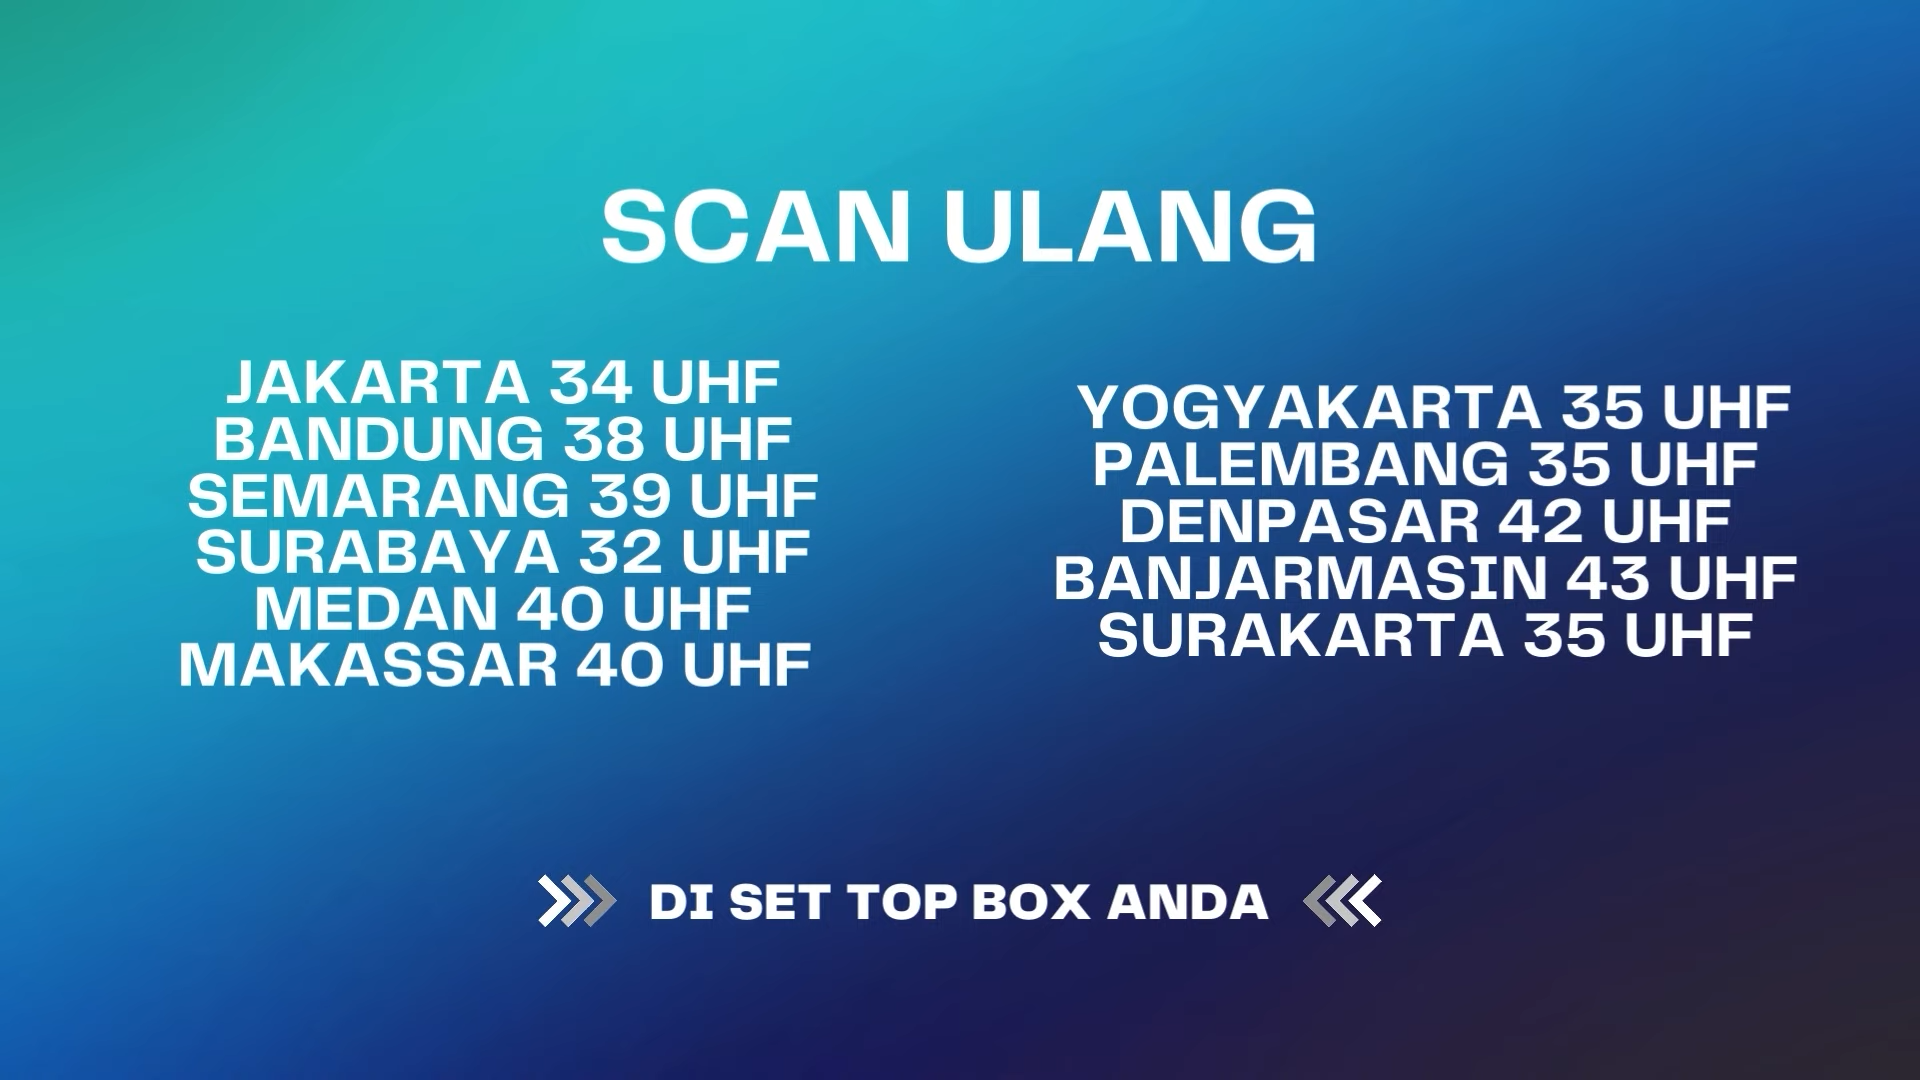 SCAN ULANG
JAKARTA 34 UHF
BANDUNG 38 UHF
SEMARANG 39 UHF
SURABAYA 32 UHF
MEDAN 40 UHF
MAKASSAR 40 UHF
YOGYAKARTA 35 UHF
PALEMBANG 35 UHF
DENPASAR 42 UHF
BANJARMASIN 43 UHF
SURAKARTA 35 UHF
DI SET TOP BOX ANDA